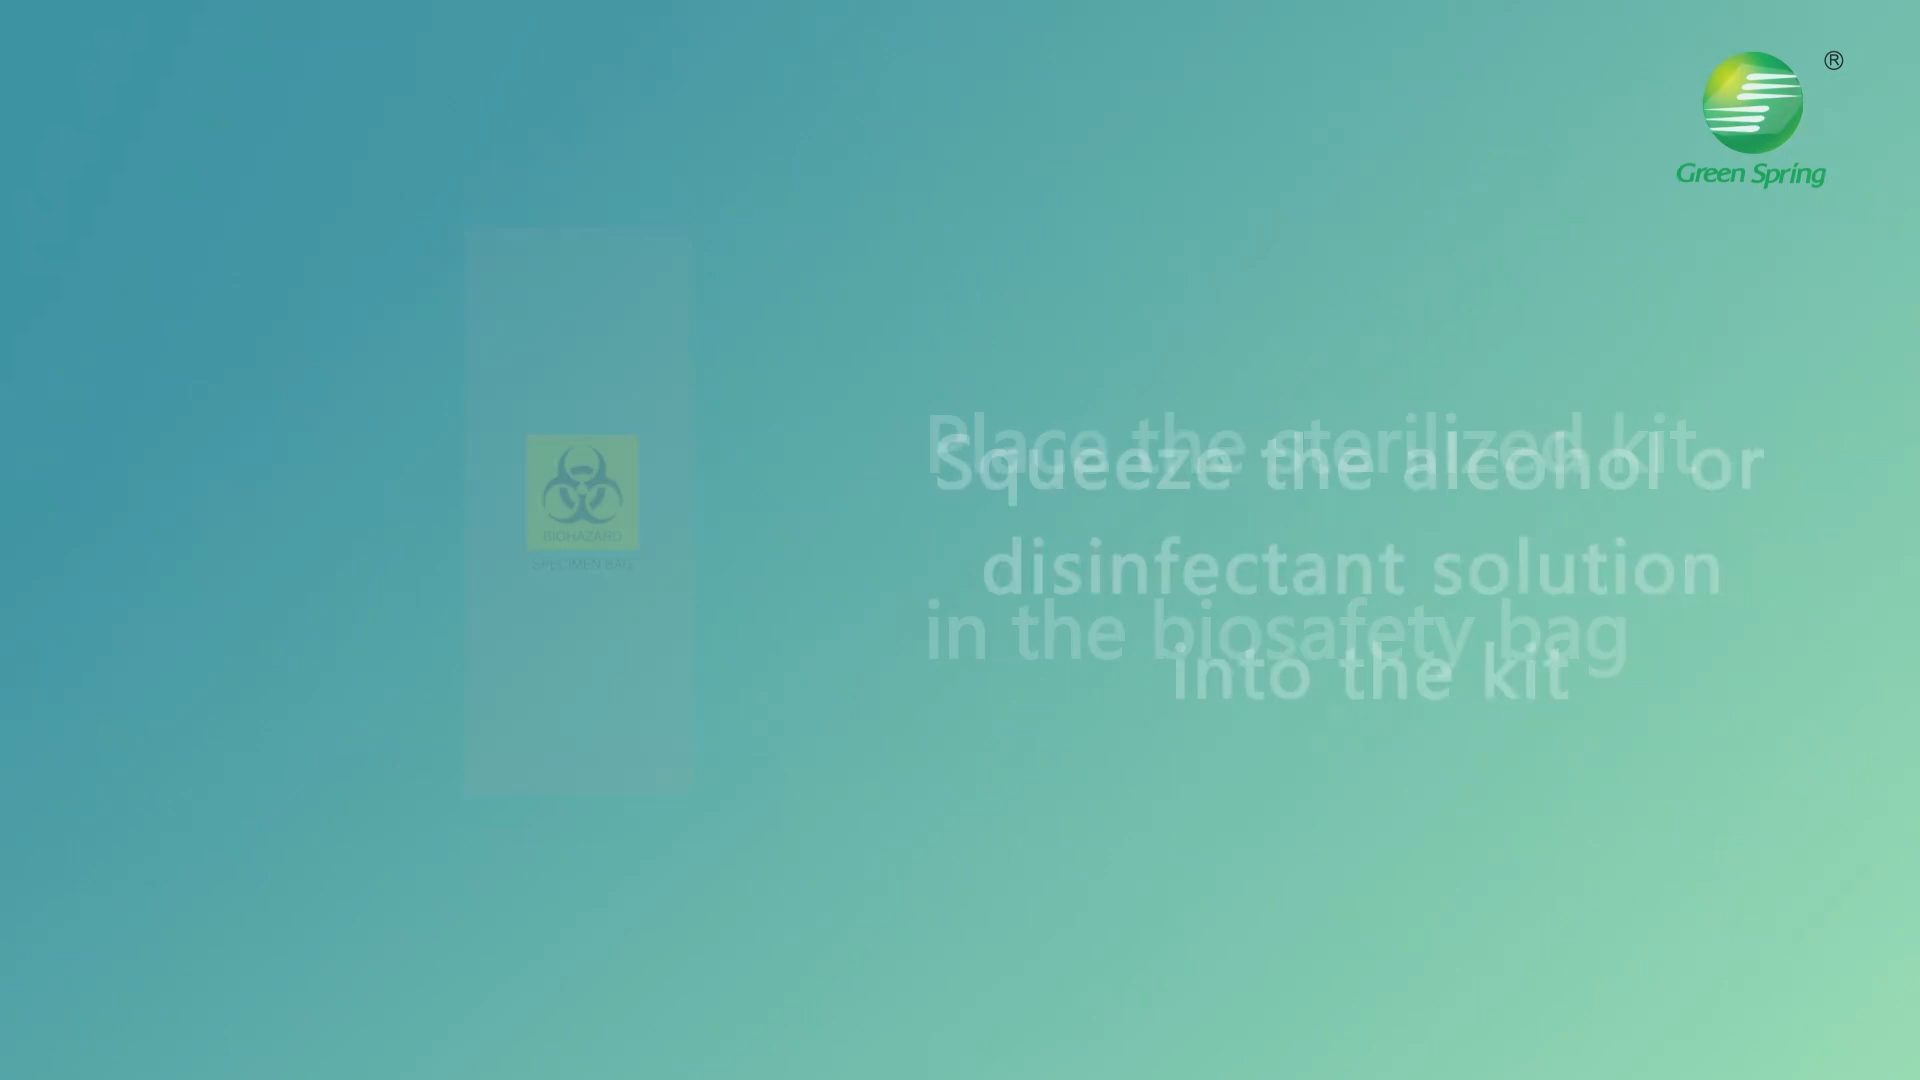 ®
Green Spring
BIOHAZARD
SPECIMEN BAG
Place the sterilized kit
in the biosafety bag
Squeeze the alcohol or
disinfectant solution
into the kit